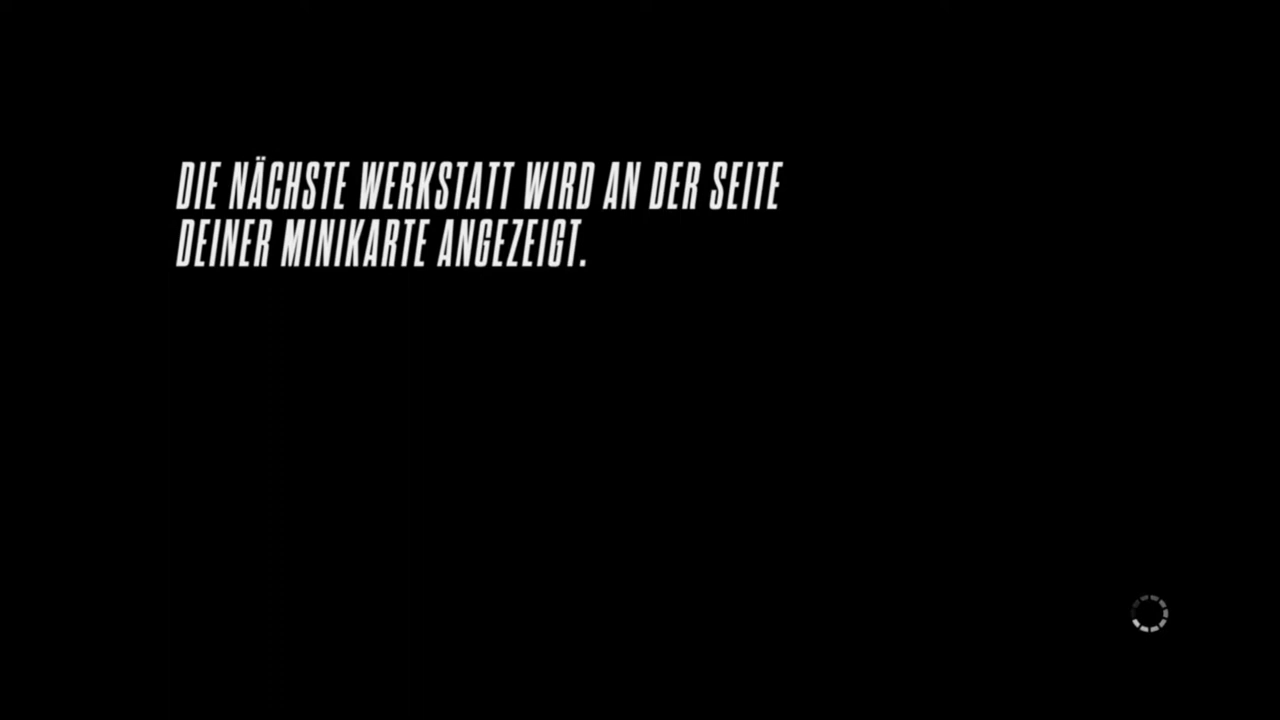 DIE NÄCHSTE WERKSTATT WIRD AN DER SEITE
DEINER MINIKARTE ANGEZEIGT.